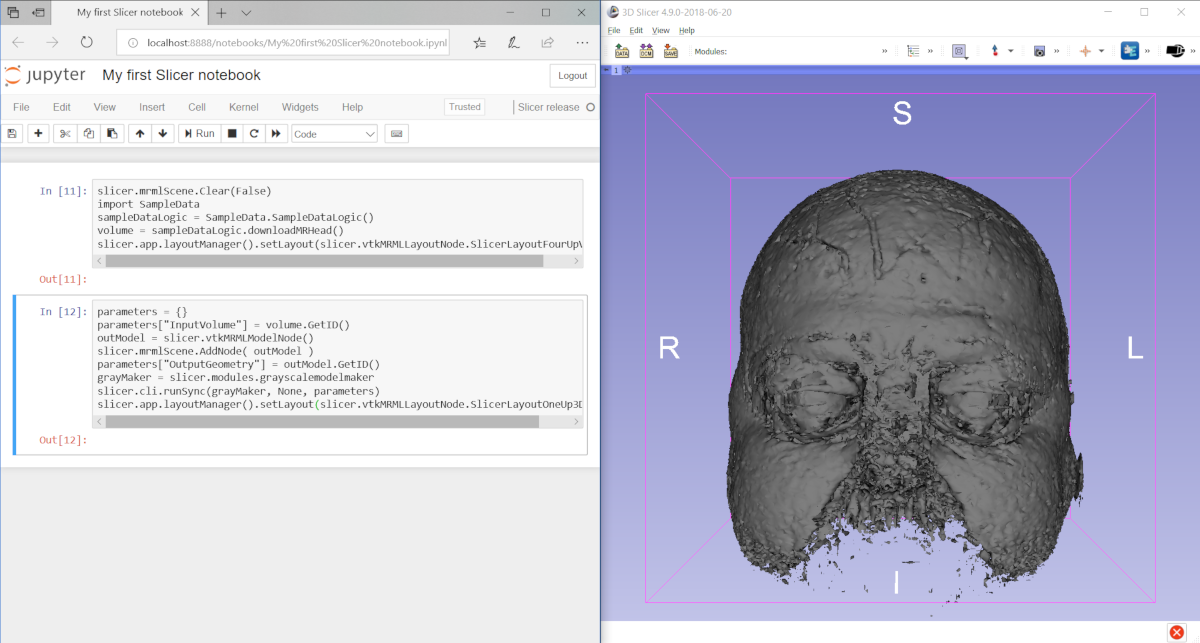 My first Slicer notebook
localhost:8888/notebooks/My%20first%20Slicer%20notebook.ipynl
jupyter My first Slicer notebook
Logout
File Edit View Insert Cell Kernel Widgets Help
Trusted
Slicer release
Run
Code
In [11]:
slicer.mrmlScene.Clear(False)
import SampleData
sampleDataLogic = SampleData.SampleDataLogic()
volume = sampleDataLogic.downloadMRHead()
slicer.app.layoutManager().setLayout(slicer.vtkMRMLLayoutNode.SlicerLayoutFourUp
Out[11]:
In [12]:
parameters = {}
parameters["InputVolume"] = volume.GetID()
outModel = slicer.vtkMRMLModelNode()
slicer.mrmlScene.AddNode( outModel )
parameters["OutputGeometry"] = outModel.GetID()
grayMaker = slicer.modules.grayscalemodelmaker
slicer.cli.runSync(grayMaker, None, parameters)
slicer.app.layoutManager().setLayout(slicer.vtkMRMLLayoutNode.SlicerLayoutOneUp3D
Out[12]:
3D Slicer 4.9.0-2018-06-20
File Edit View Help
DATA DCM SAVE
Modules:
1
S
R
L
I